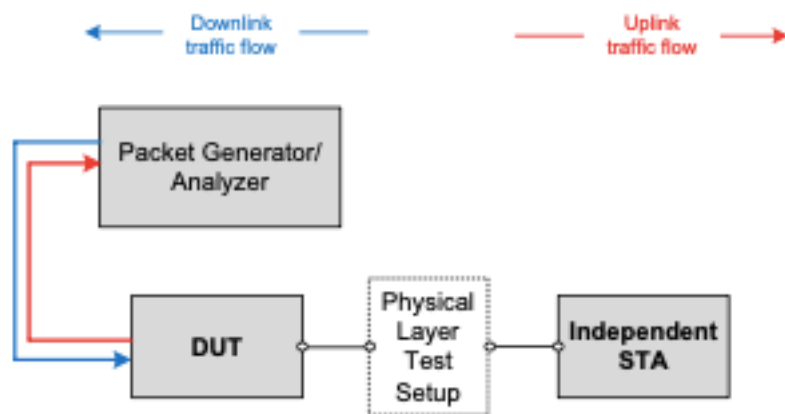 Downlink
traffic flow
Uplink
traffic flow
Packet Generator/
Analyzer
DUT
Physical
Layer
Test
Setup
Independent
STA